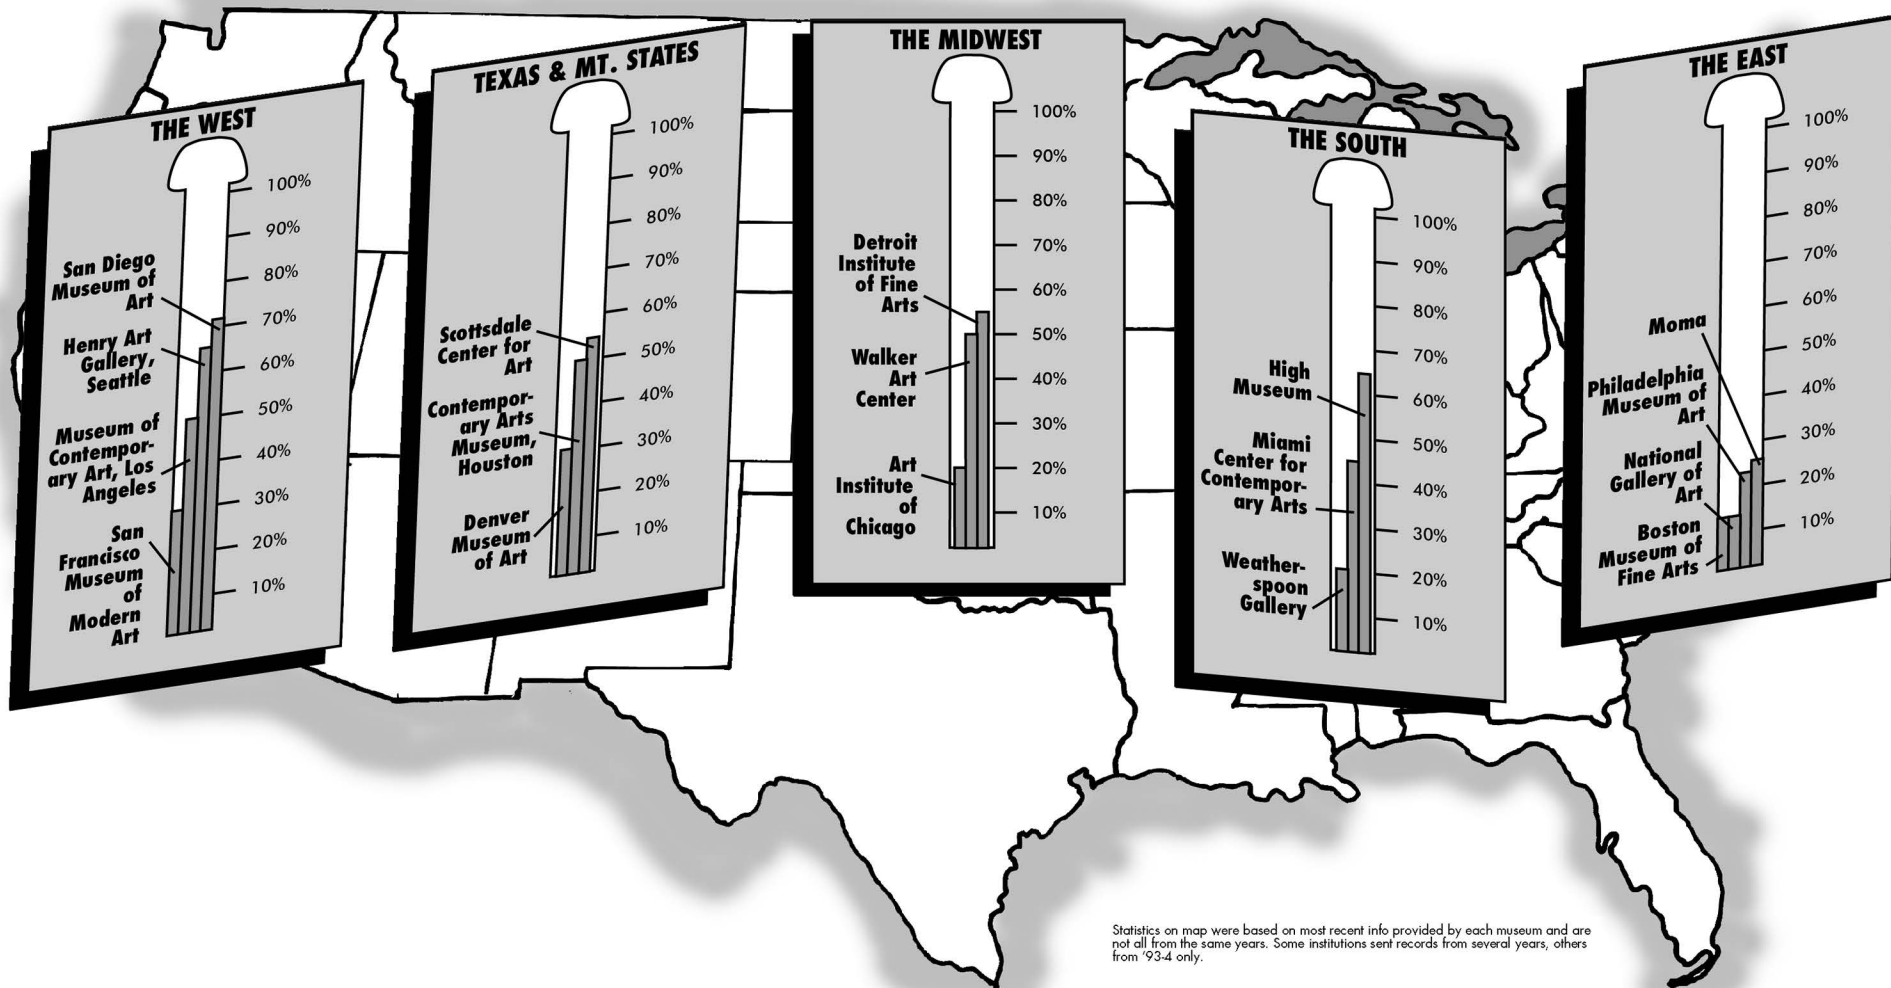 THE WEST
100%
90%
80%
70%
60%
50%
40%
30%
20%
10%
San Diego
Museum of
Art
Henry Art
Gallery,
Seattle
Museum of
Contempor-
ary Art, Los
Angeles
San
Francisco
Museum
of
Modern
Art
TEXAS & MT. STATES
100%
90%
80%
70%
60%
50%
40%
30%
20%
10%
Scottsdale
Center for
Art
Contempor-
ary Arts
Museum,
Houston
Denver
Museum
of Art
THE MIDWEST
100%
90%
80%
70%
60%
50%
40%
30%
20%
10%
Detroit
Institute
of Fine
Arts
Walker
Art
Center
Art
Institute
of
Chicago
THE SOUTH
100%
90%
80%
70%
60%
50%
40%
30%
20%
10%
High
Museum
Miami
Center for
Contempor-
ary Arts
Weather-
spoon
Gallery
THE EAST
100%
90%
80%
70%
60%
50%
40%
30%
20%
10%
Moma
Philadelphia
Museum of
Art
National
Gallery of
Art
Boston
Museum of
Fine Arts
Statistics on map were based on most recent info provided by each museum and are
not all from the same years. Some institutions sent records from several years, others
from '93-4 only.